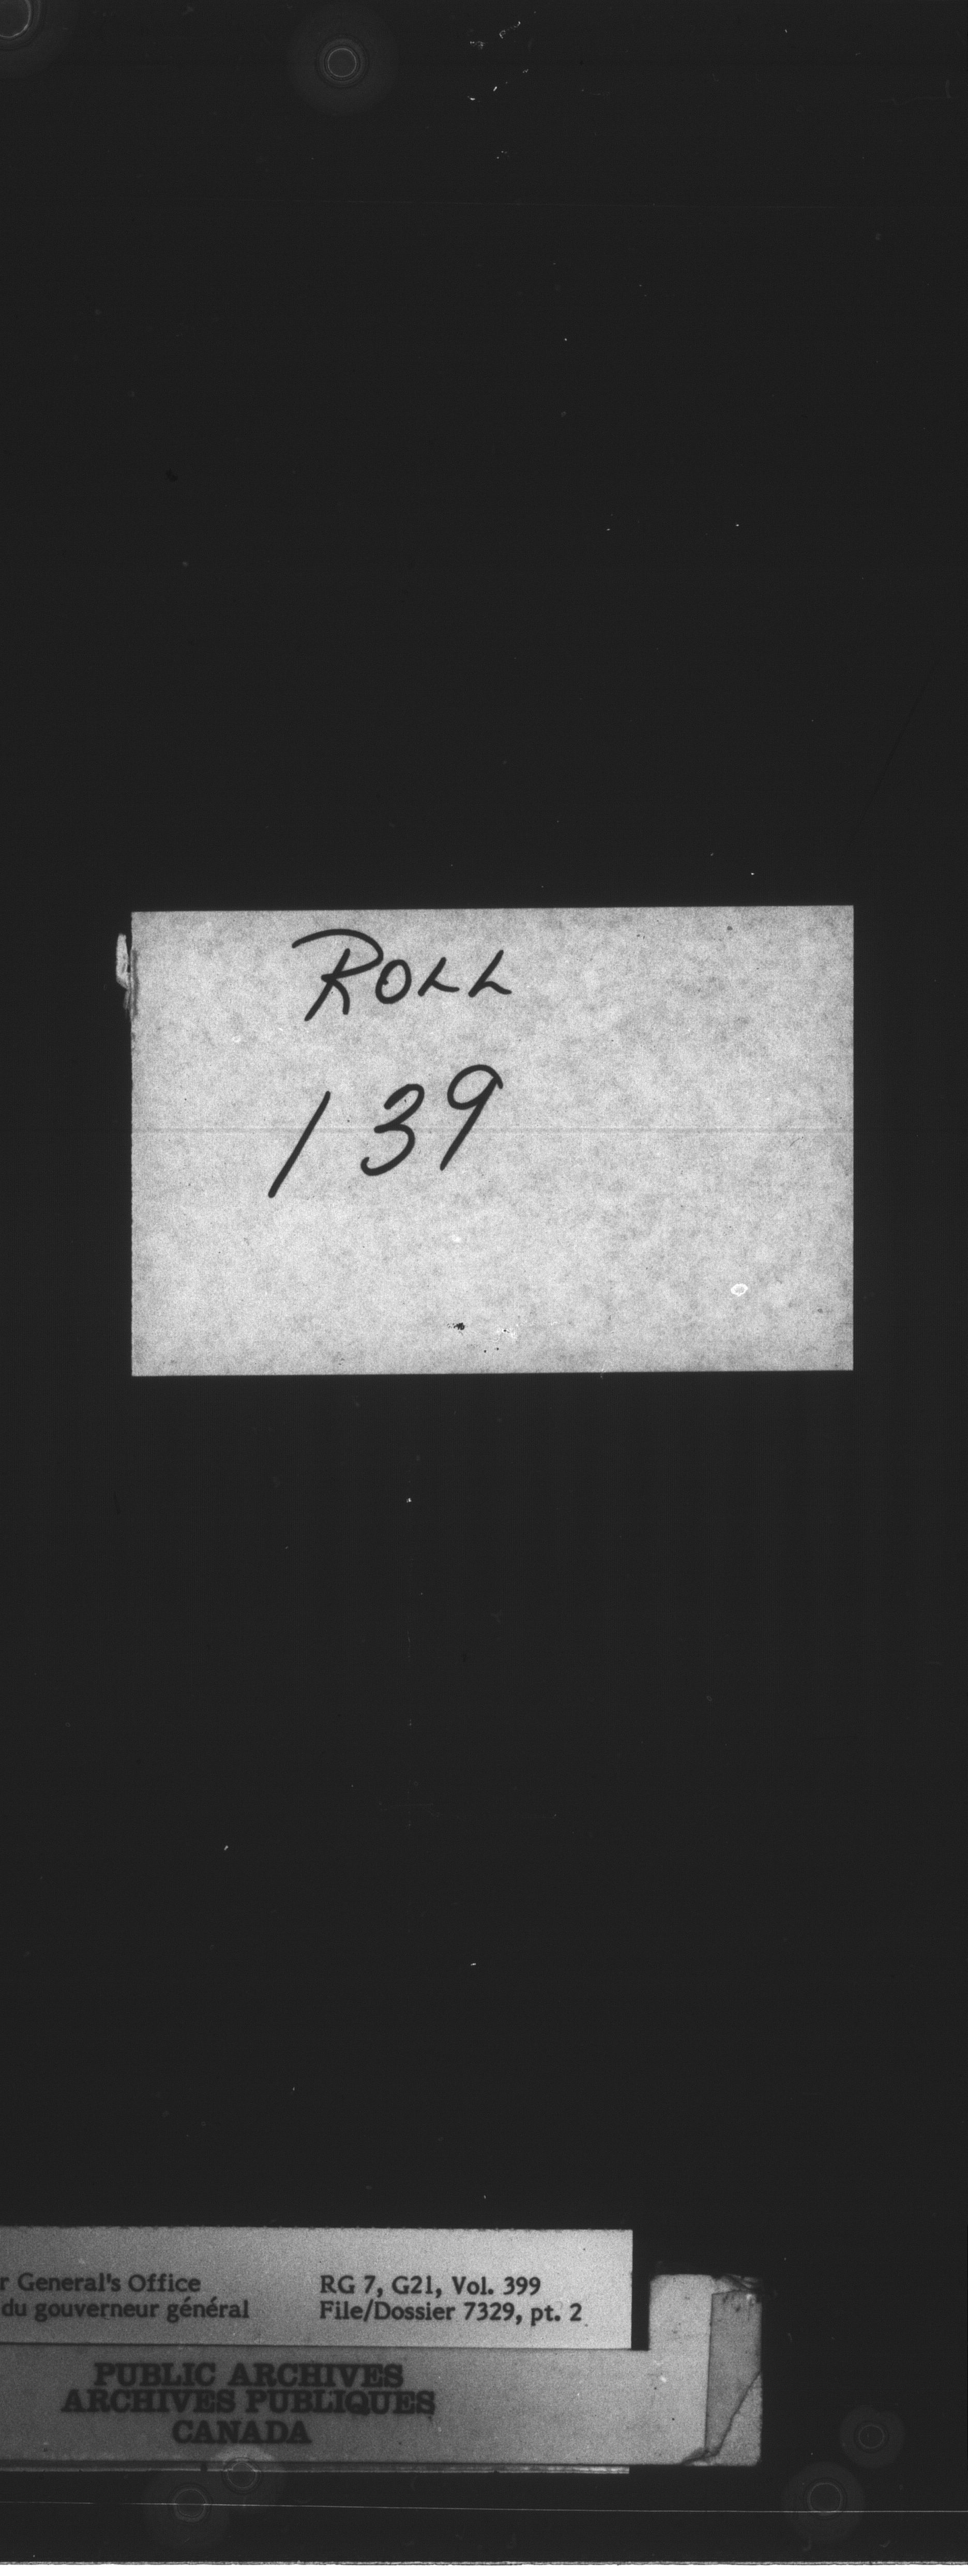 ROLL
139
r General's Office
du gouverneur général
RG 7, G21, Vol. 399
File/Dossier 7329, pt. 2
PUBLIC ARCHIVES
ARCHIVES PUBLIQUES
CANADA